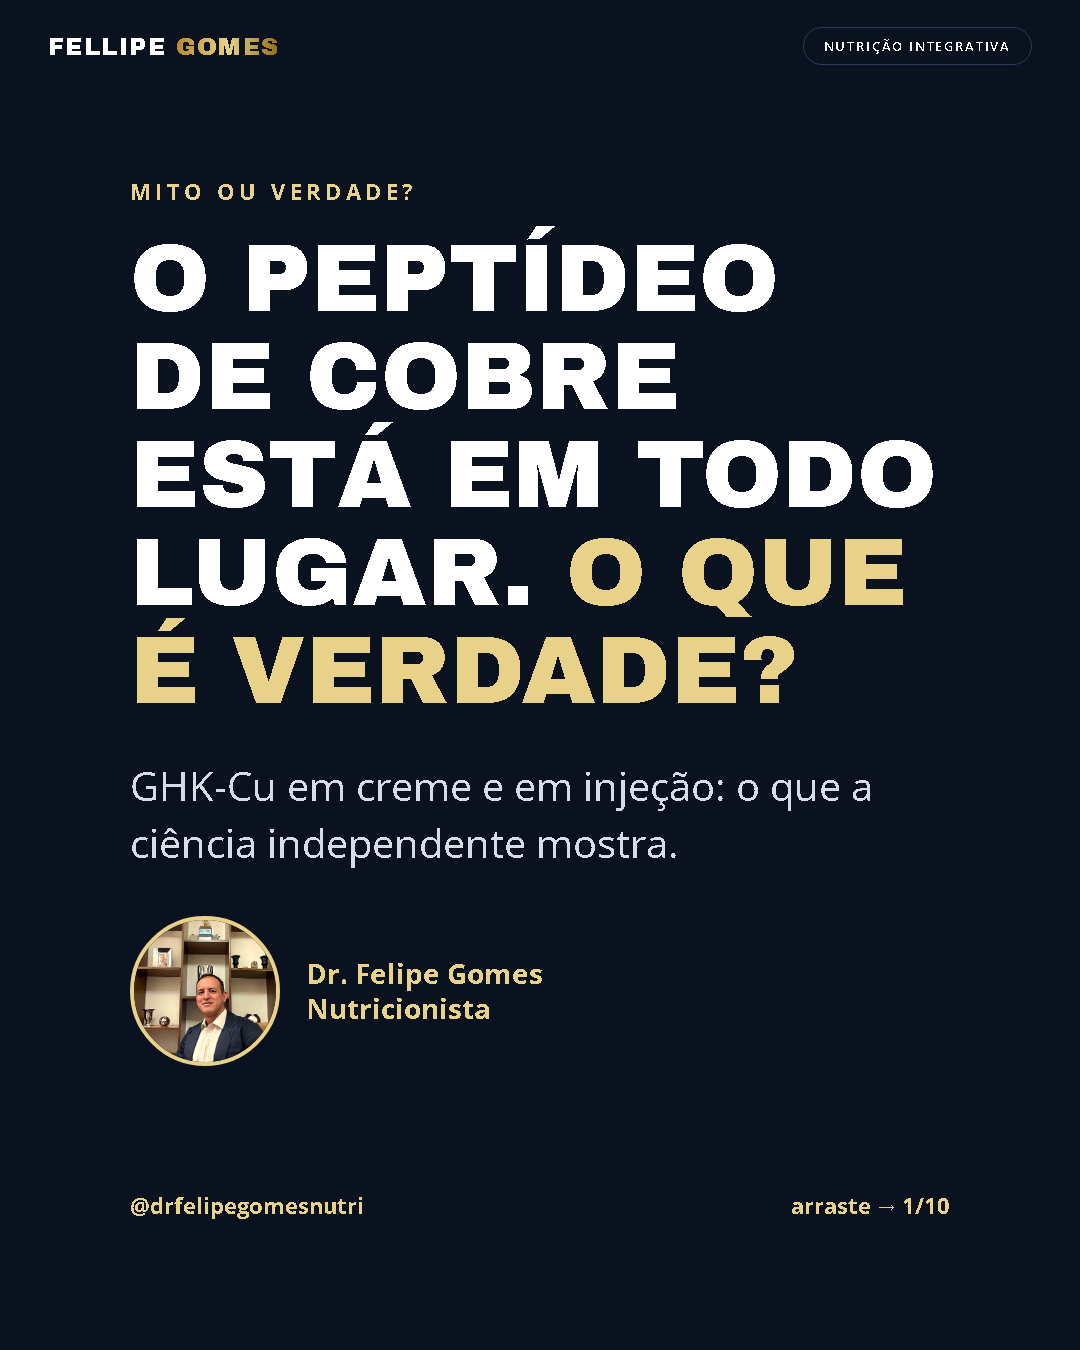 FELLIPE GOMES
NUTRIÇÃO INTEGRATIVA
MITO OU VERDADE?
O PEPTÍDEO
DE COBRE
ESTÁ EM TODO
LUGAR. O QUE
É VERDADE?
GHK-Cu em creme e em injeção: o que a
ciência independente mostra.
Dr. Felipe Gomes
Nutricionista
@drfelipegomesnutri
arraste → 1/10